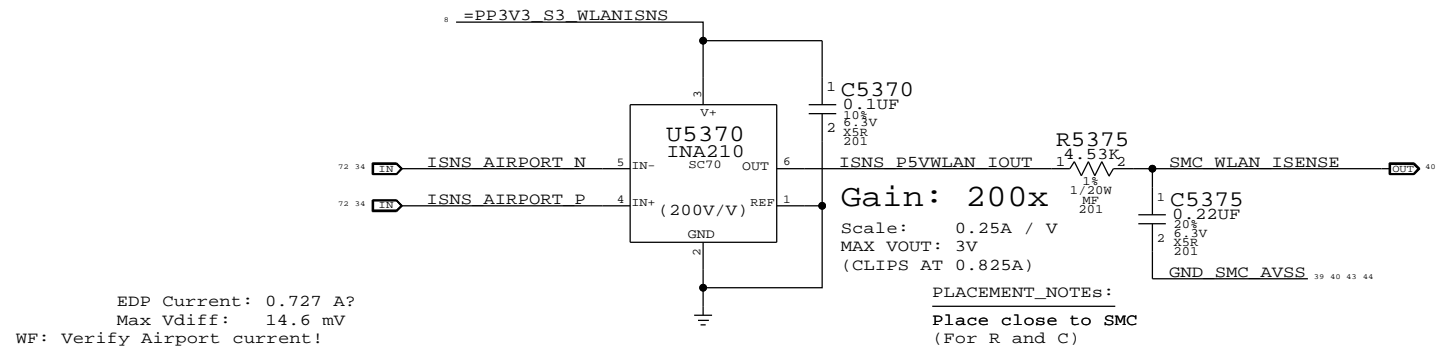 8 =PP3V3_S3_WLANISNS
3
V+
U5370
INA210
SC70
(200V/V)
1 C5370
0.1UF
10%
6.3V
2 X5R
201
72 34 IN ISNS_AIRPORT_N 5 IN-
72 34 IN ISNS_AIRPORT_P 4 IN+
OUT 6 ISNS_P5VWLAN_IOUT
REF 1
GND
2
R5375
1 4.53K 2
1%
1/20W
MF
201
SMC_WLAN_ISENSE OUT 40
Gain: 200x
Scale: 0.25A / V
MAX VOUT: 3V
(CLIPS AT 0.825A)
1 C5375
0.22UF
20%
6.3V
2 X5R
201
GND_SMC_AVSS 39 40 43 44
EDP Current: 0.727 A?
Max Vdiff: 14.6 mV
WF: Verify Airport current!
PLACEMENT_NOTEs:
Place close to SMC
(For R and C)